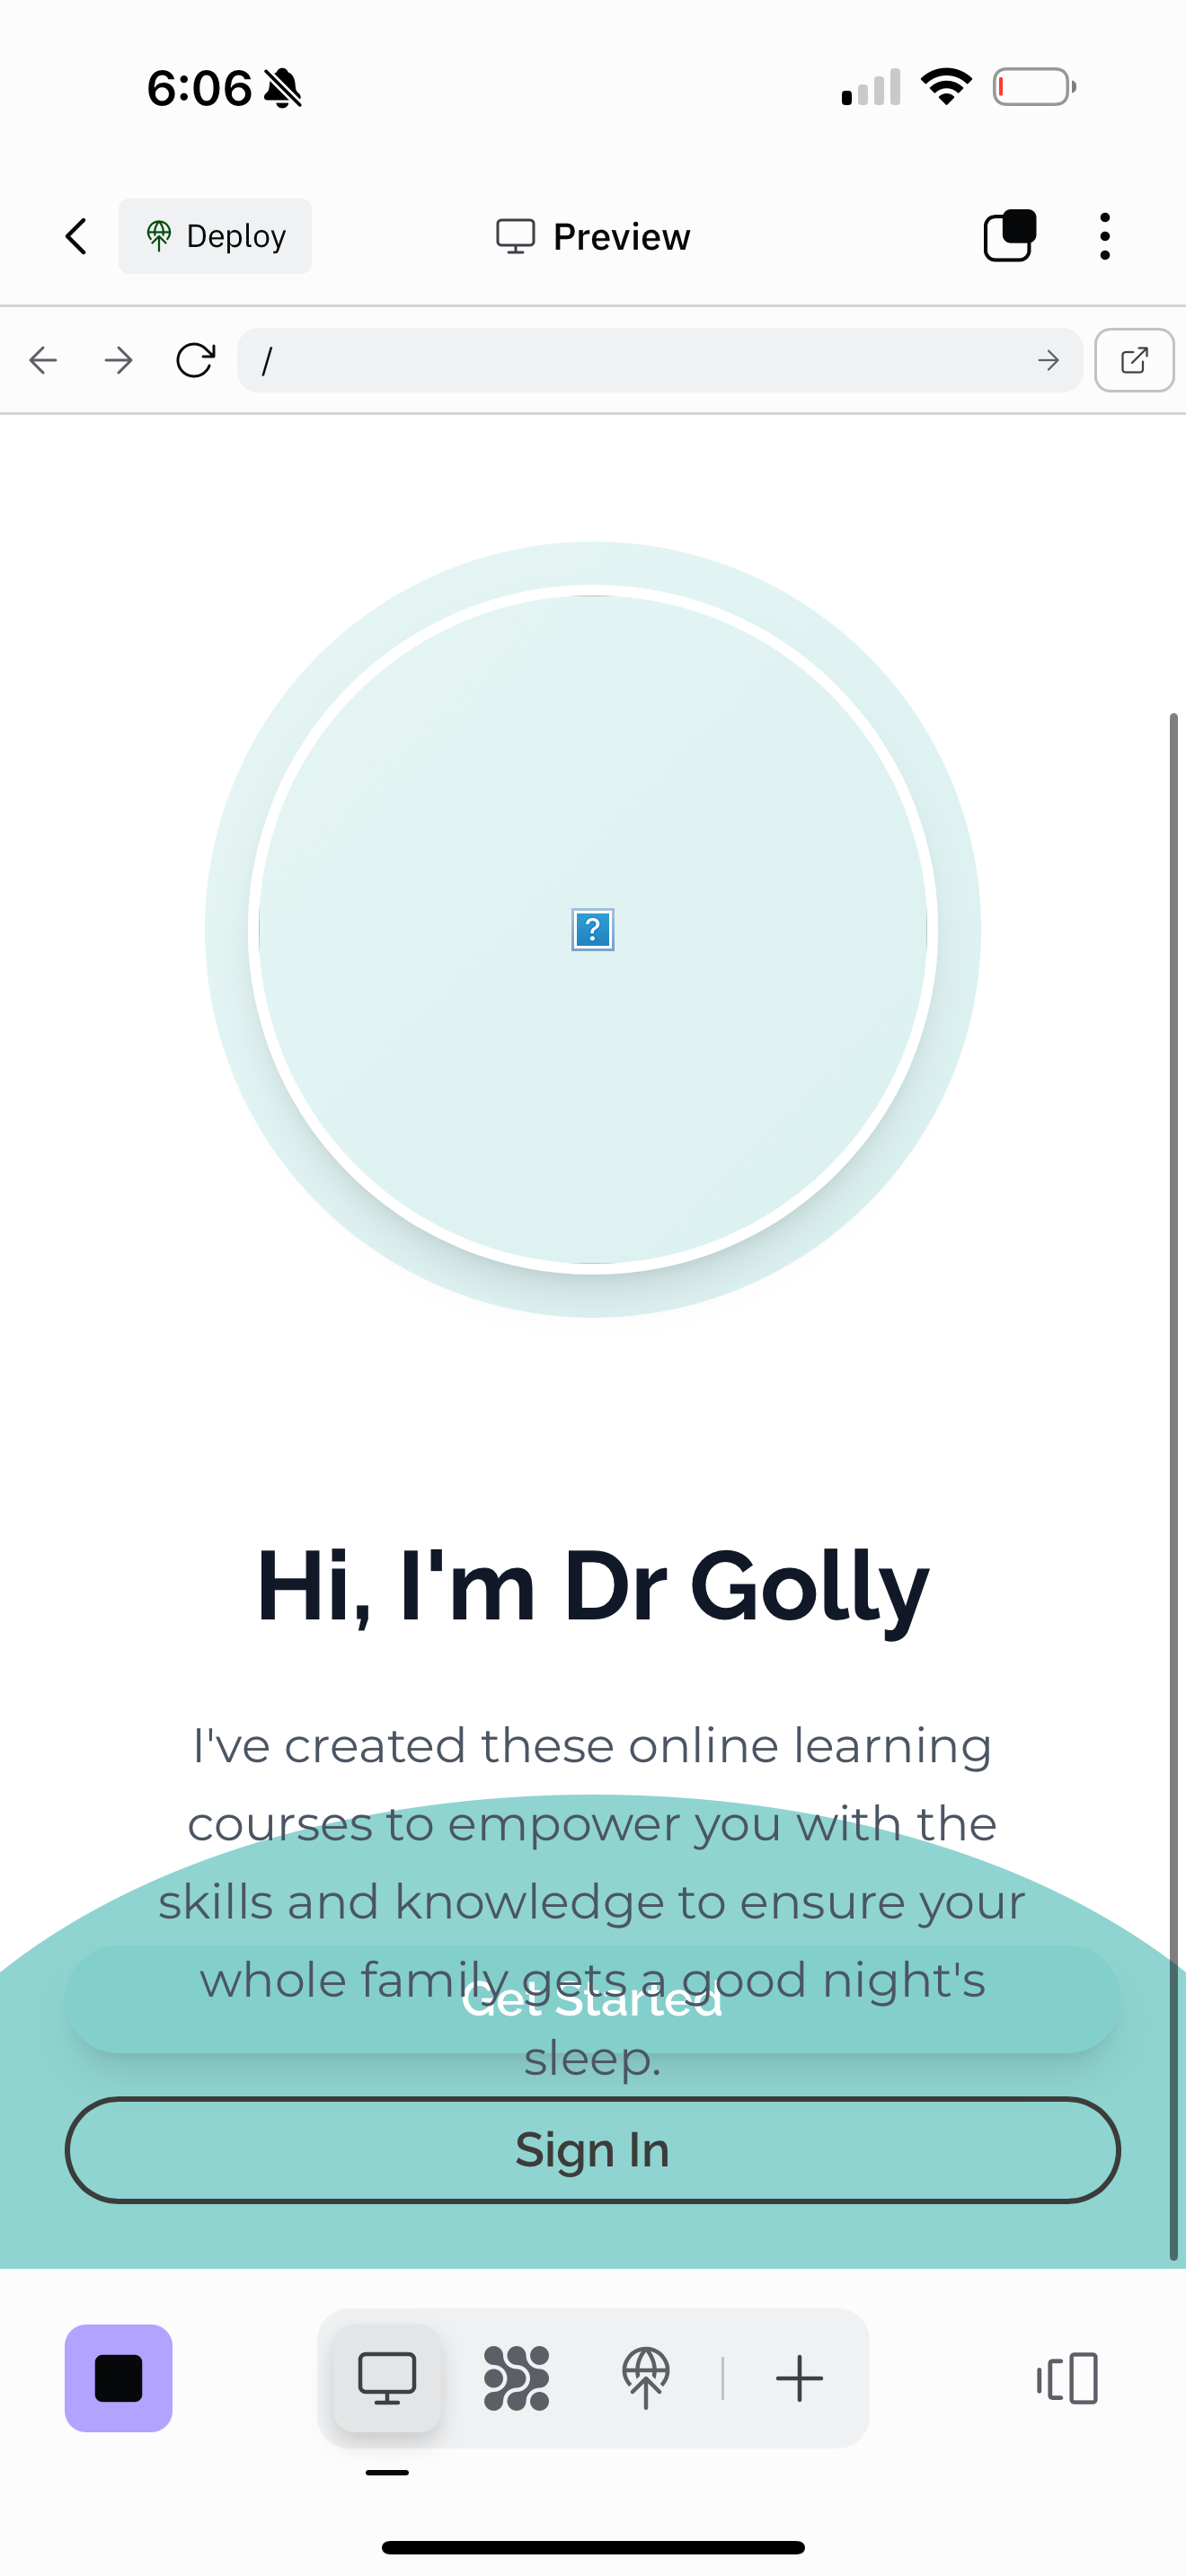 6:06
Deploy
Preview
/
?
Hi, I'm Dr Golly
I've created these online learning
courses to empower you with the
skills and knowledge to ensure your
whole family gets a good night's
Get Started
sleep.
Sign In